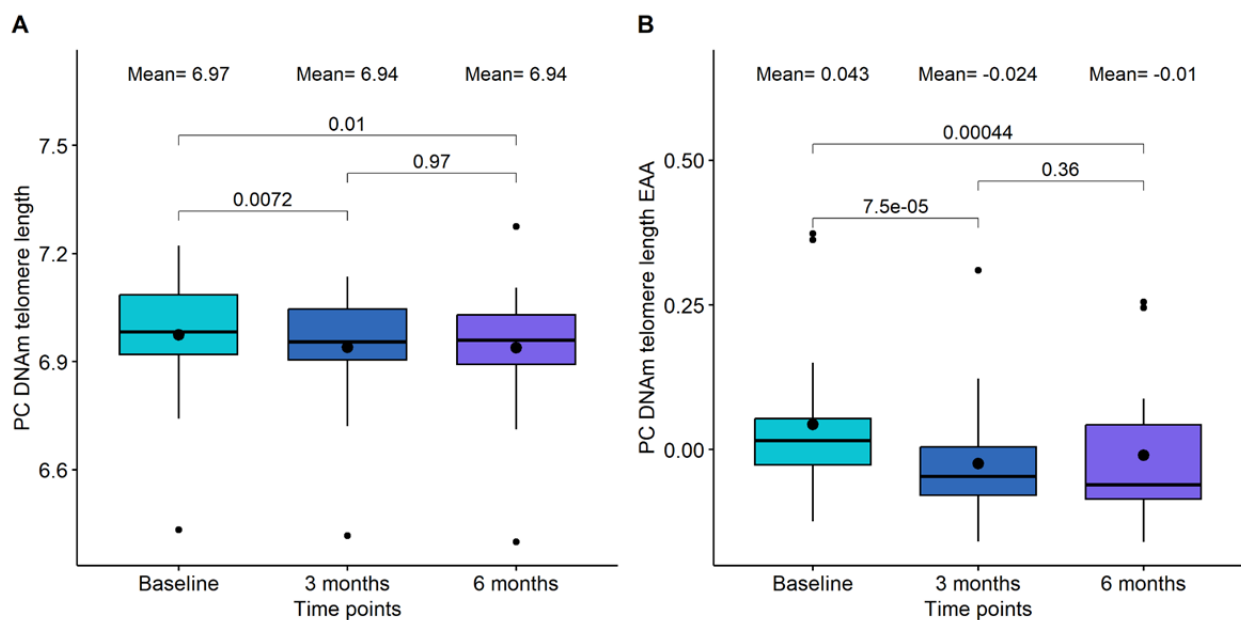 A
Mean= 6.97 Mean= 6.94 Mean= 6.94
0.01
0.97
0.0072
PC DNAm telomere length
7.5
7.2
6.9
6.6
Baseline 3 months 6 months
Time points
B
Mean= 0.043 Mean= -0.024 Mean= -0.01
0.00044
0.36
7.5e-05
PC DNAm telomere length EAA
0.50
0.25
0.00
Baseline 3 months 6 months
Time points